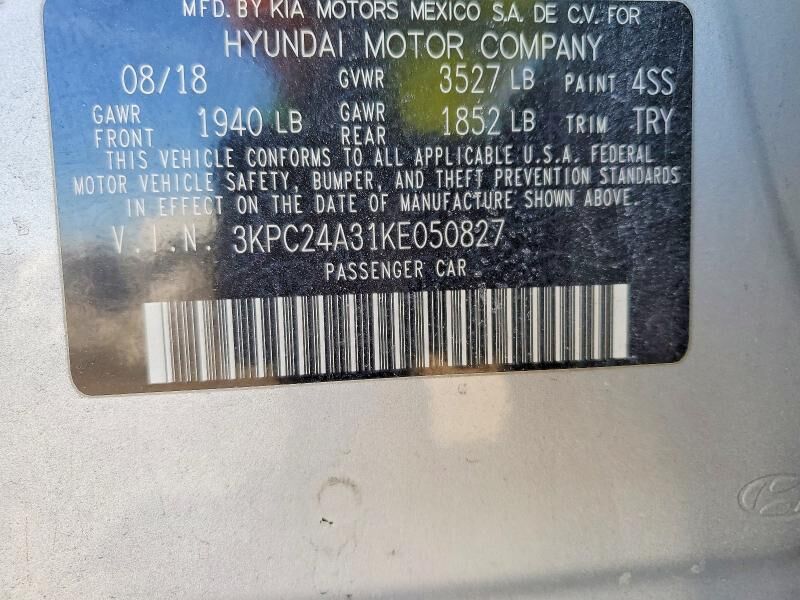 MFD. BY KIA MOTORS MEXICO S.A. DE C.V. FOR
HYUNDAI MOTOR COMPANY
08/18 GVWR 3527 LB PAINT 4SS
GAWR FRONT 1940 LB GAWR REAR 1852 LB TRIM TRY
THIS VEHICLE CONFORMS TO ALL APPLICABLE U.S.A. FEDERAL
MOTOR VEHICLE SAFETY, BUMPER, AND THEFT PREVENTION STANDARDS
IN EFFECT ON THE DATE OF MANUFACTURE SHOWN ABOVE.
V.I.N. 3KPC24A31KE050827
PASSENGER CAR